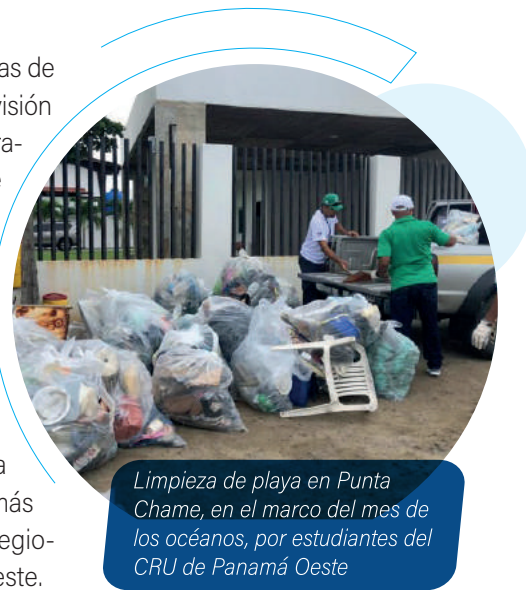 as de
visión
ra-
e
a
más
egio-
este.
Limpieza de playa en Punta
Chame, en el marco del mes de
los océanos, por estudiantes del
CRU de Panamá Oeste